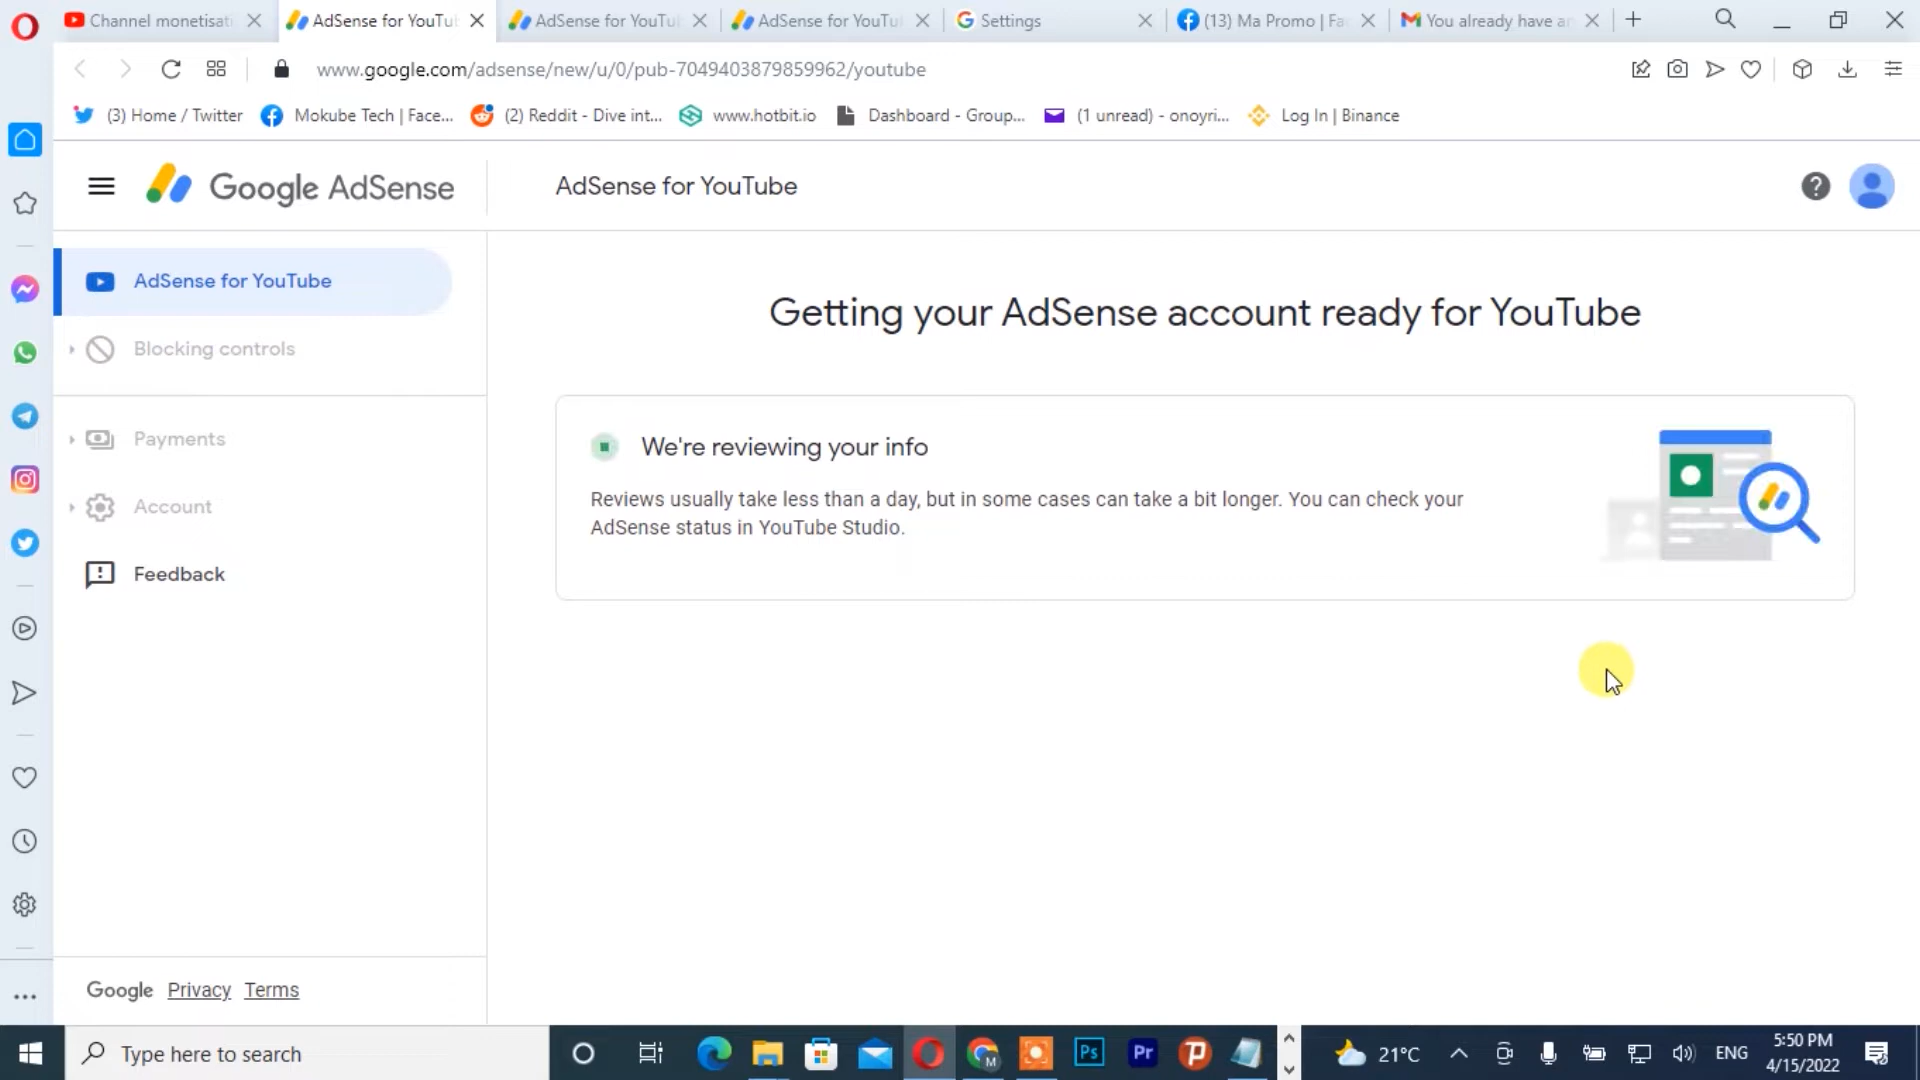 Channel monetisati
AdSense for YouTu
AdSense for YouTu
AdSense for YouTu
Settings
(13) Ma Promo | Fa
You already have an
www.google.com/adsense/new/u/0/pub-7049403879859962/youtube
(3) Home / Twitter
Mokube Tech | Face...
(2) Reddit - Dive int...
www.hotbit.io
Dashboard - Group...
(1 unread) - onoyri...
Log In | Binance
Google AdSense
AdSense for YouTube
AdSense for YouTube
Blocking controls
Payments
Account
Feedback
Getting your AdSense account ready for YouTube
We're reviewing your info
Reviews usually take less than a day, but in some cases can take a bit longer. You can check your
AdSense status in YouTube Studio.
Google Privacy Terms
Type here to search
M
Ps
Pr
21°C
ENG
5:50 PM
4/15/2022